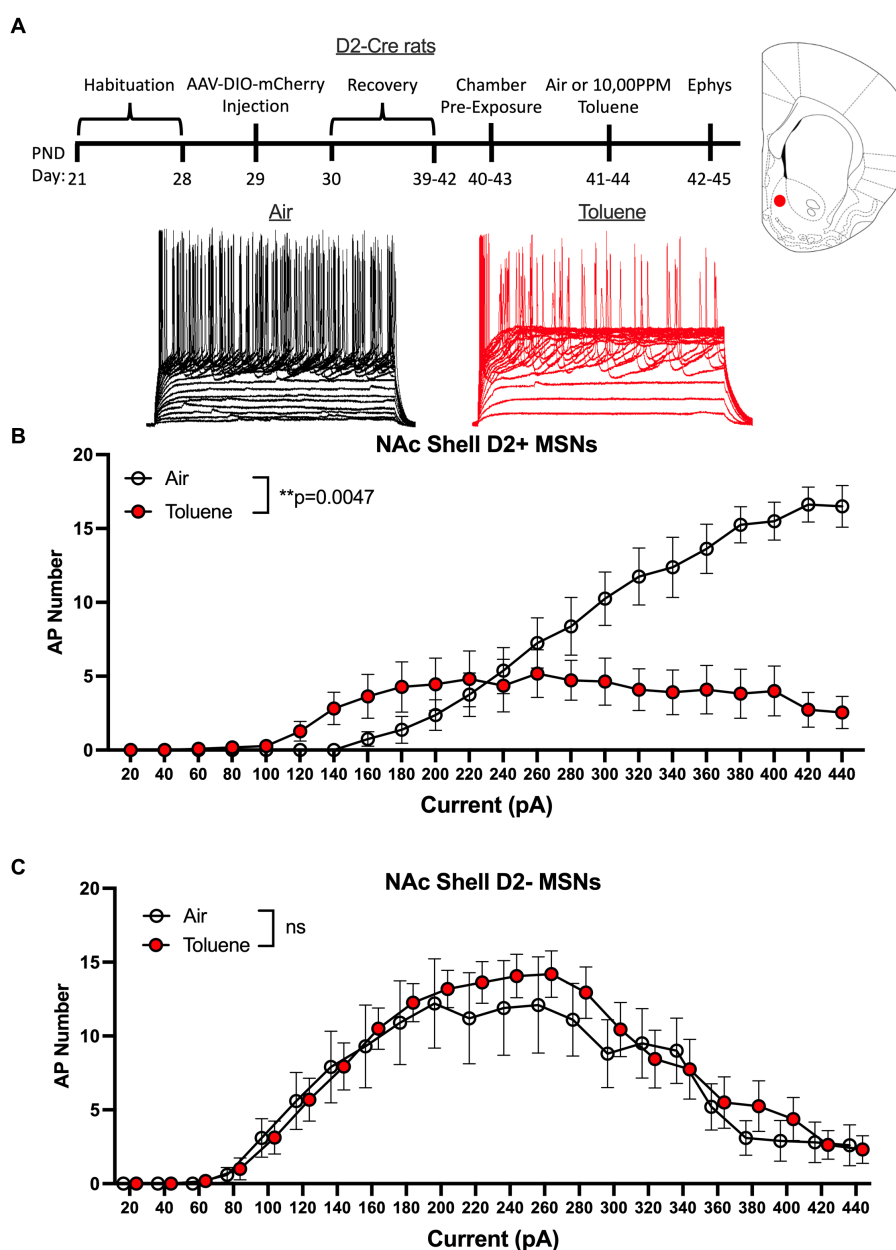 A
D2-Cre rats
Habituation
AAV-DIO-mCherry
Injection
Recovery
Chamber
Pre-Exposure
Air or 10,00PPM
Toluene
Ephys
PND
Day:
21 28 29 30 39-42 40-43 41-44 42-45
Air
Toluene
B
NAc Shell D2+ MSNs
Air
Toluene
**p=0.0047
AP Number
20
15
10
5
0
20 40 60 80 100 120 140 160 180 200 220 240 260 280 300 320 340 360 380 400 420 440
Current (pA)
C
NAc Shell D2- MSNs
Air
Toluene
ns
AP Number
20
15
10
5
0
20 40 60 80 100 120 140 160 180 200 220 240 260 280 300 320 340 360 380 400 420 440
Current (pA)